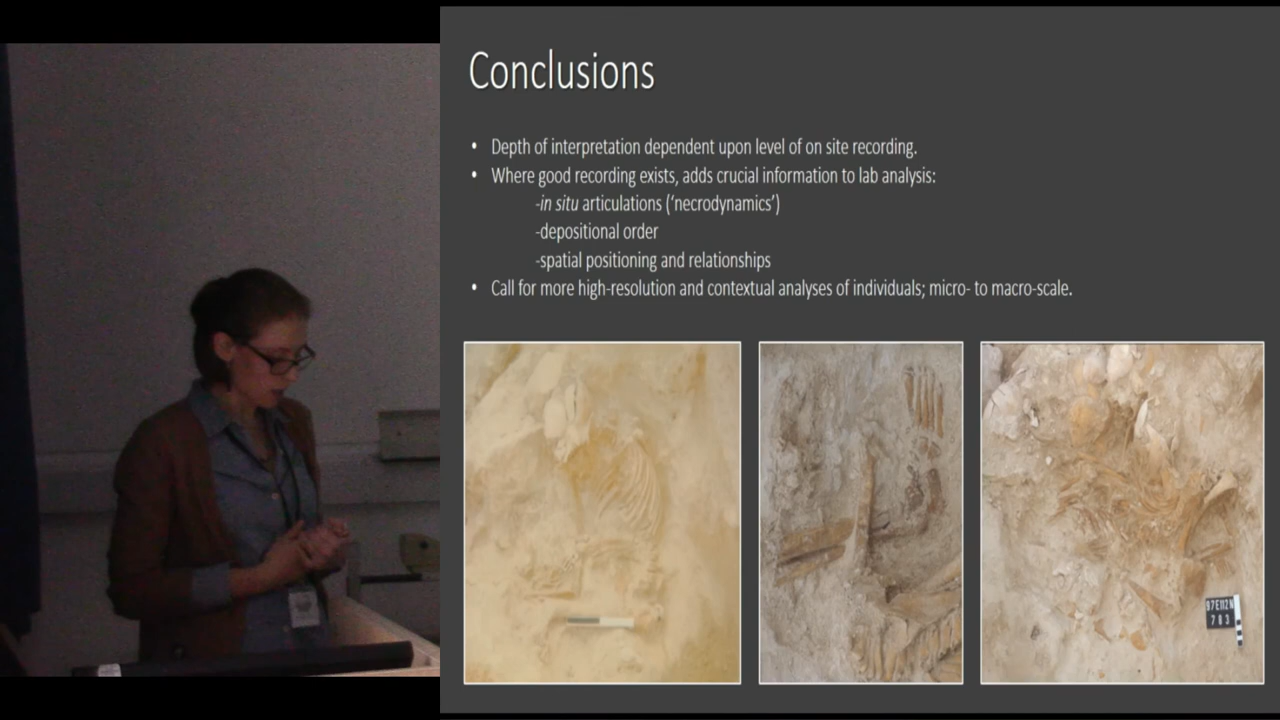 Conclusions
• Depth of interpretation dependent upon level of on site recording.
• Where good recording exists, adds crucial information to lab analysis:
-in situ articulations (‘necrodynamics’)
-depositional order
-spatial positioning and relationships
• Call for more high-resolution and contextual analyses of individuals; micro- to macro-scale.
783